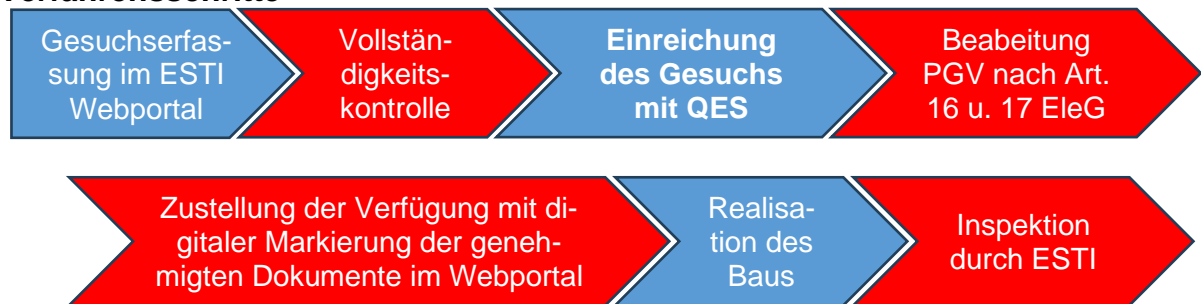 Verfahrensschritte
Gesuchserfas-
sung im ESTI
Webportal
Vollstän-
digkeits-
kontrolle
Einreichung
des Gesuchs
mit QES
Beabeitung
PGV nach Art.
16 u. 17 EleG
Zustellung der Verfügung mit di-
gitaler Markierung der geneh-
migten Dokumente im Webportal
Realisa-
tion des
Baus
Inspektion
durch ESTI